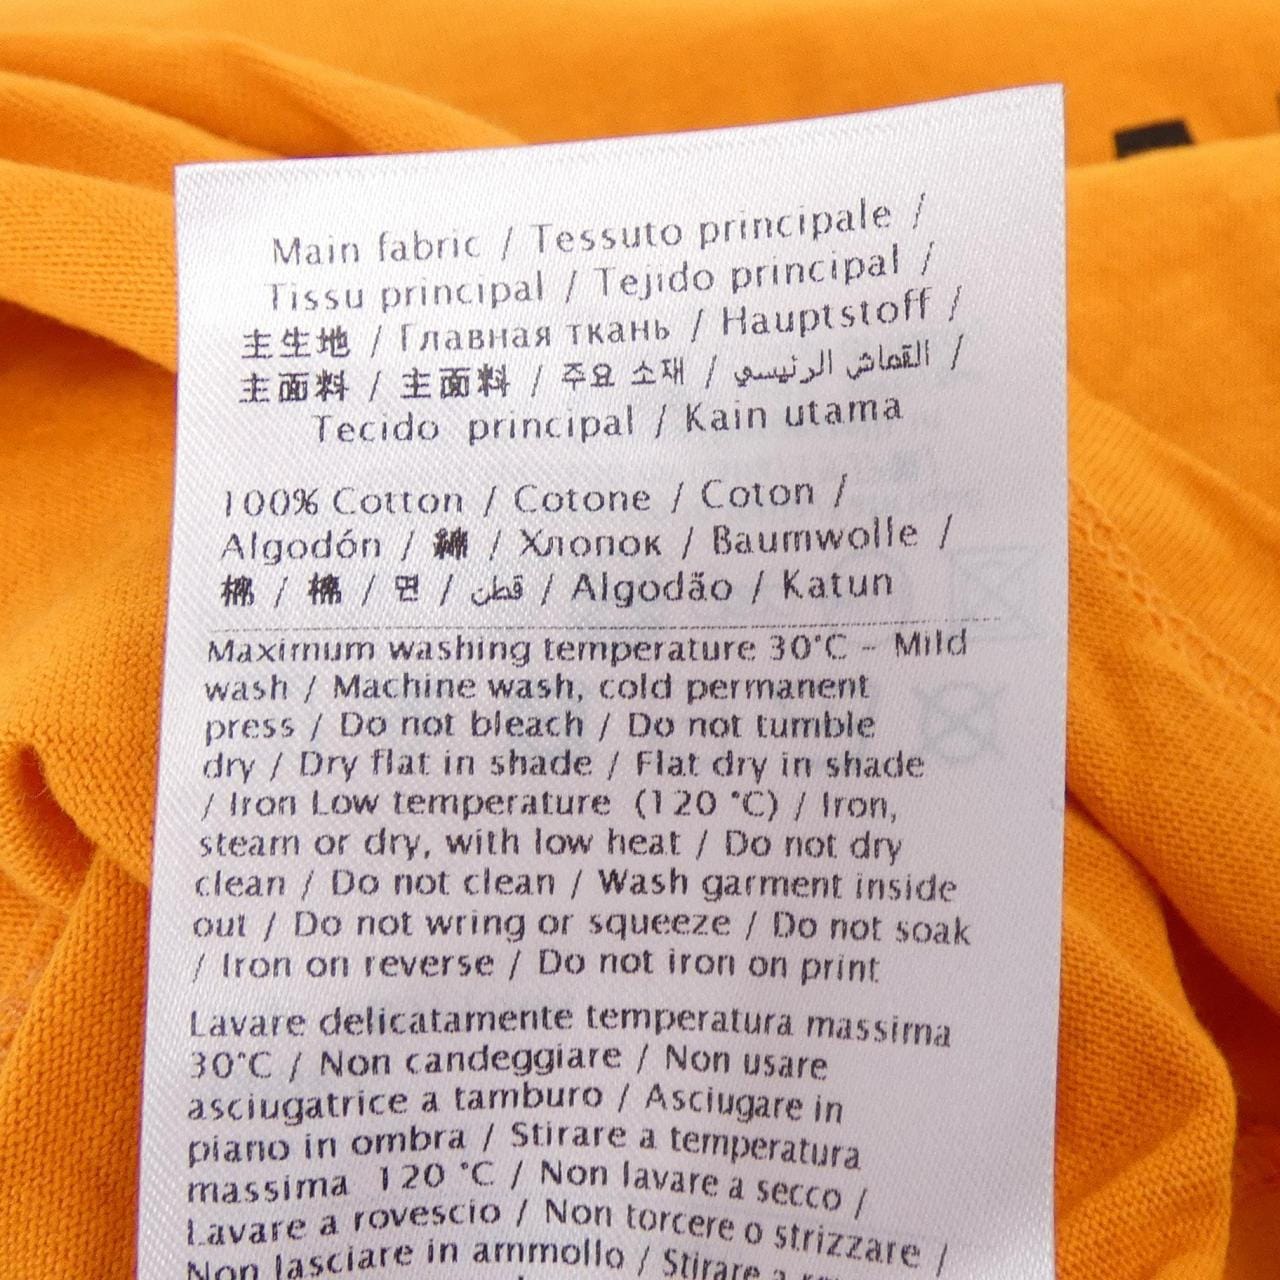 Main fabric / Tessuto principale /
Tissu principal / Tejido principal /
主生地 / Главная ткань / Hauptstoff /
主面料 / 主面料 / 주요 소재 / القماش الرئيسي /
Tecido principal / Kain utama
100% Cotton / Cotone / Coton /
Algodón / 綿 / Хлопок / Baumwolle /
棉 / 棉 / 면 / قطن / Algodão / Katun
Maximum washing temperature 30°C - Mild
wash / Machine wash, cold permanent
press / Do not bleach / Do not tumble
dry / Dry flat in shade / Flat dry in shade
/ Iron Low temperature (120 °C) / Iron,
steam or dry, with low heat / Do not dry
clean / Do not clean / Wash garment inside
out / Do not wring or squeeze / Do not soak
/ Iron on reverse / Do not iron on print
Lavare delicatamente temperatura massima
30°C / Non candeggiare / Non usare
asciugatrice a tamburo / Asciugare in
piano in ombra / Stirare a temperatura
massima 120 °C / Non lavare a secco /
Lavare a rovescio / Non torcere o strizzare /
Non lasciare in ammollo / Stirare a